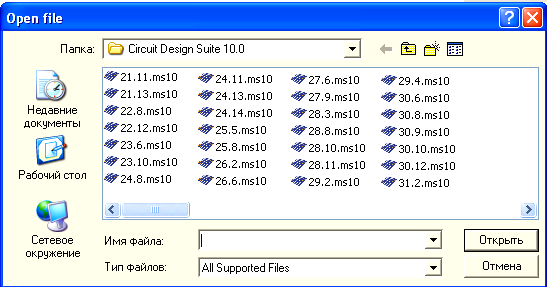 Open file
Папка: Circuit Design Suite 10.0
Недавние документы
Рабочий стол
Сетевое окружение
21.11.ms10 24.11.ms10 27.6.ms10 29.4.ms10
21.13.ms10 24.13.ms10 27.9.ms10 30.6.ms10
22.8.ms10 24.14.ms10 28.3.ms10 30.8.ms10
22.12.ms10 25.5.ms10 28.8.ms10 30.9.ms10
23.6.ms10 25.8.ms10 28.10.ms10 30.10.ms10
23.10.ms10 26.2.ms10 28.11.ms10 30.12.ms10
24.8.ms10 26.6.ms10 29.2.ms10 31.2.ms10
Имя файла: Открыть
Тип файлов: All Supported Files Отмена